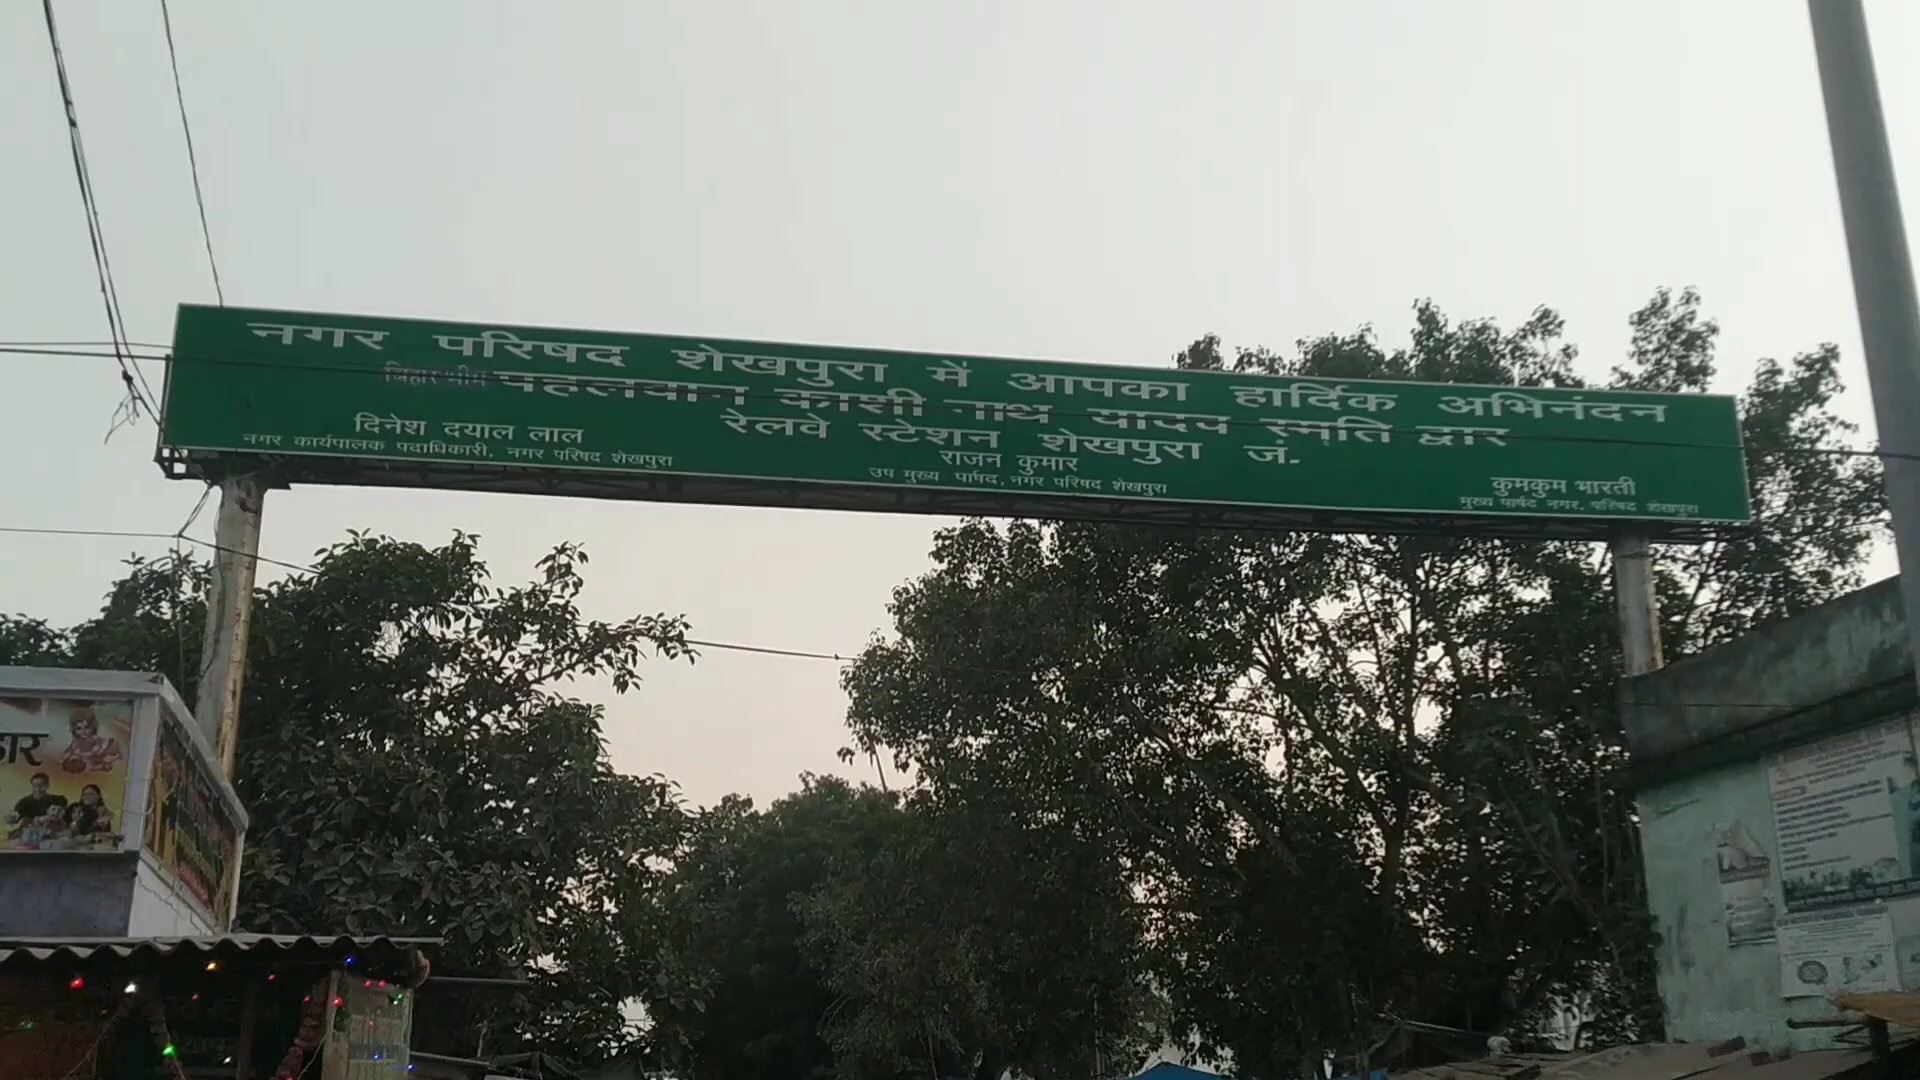 नगर परिषद शेखपुरा में आपका हार्दिक अभिनंदन
बिहार भीम पहलवान काशी नाथ यादव स्मति द्वार
रेलवे स्टेशन शेखपुरा जं.
दिनेश दयाल लाल
नगर कार्यपालक पदाधिकारी, नगर परिषद शेखपुरा
राजन कुमार
उप मुख्य पार्षद, नगर परिषद शेखपुरा
कुमकुम भारती
मुख्य पार्षद नगर, परिषद शेखपुरा